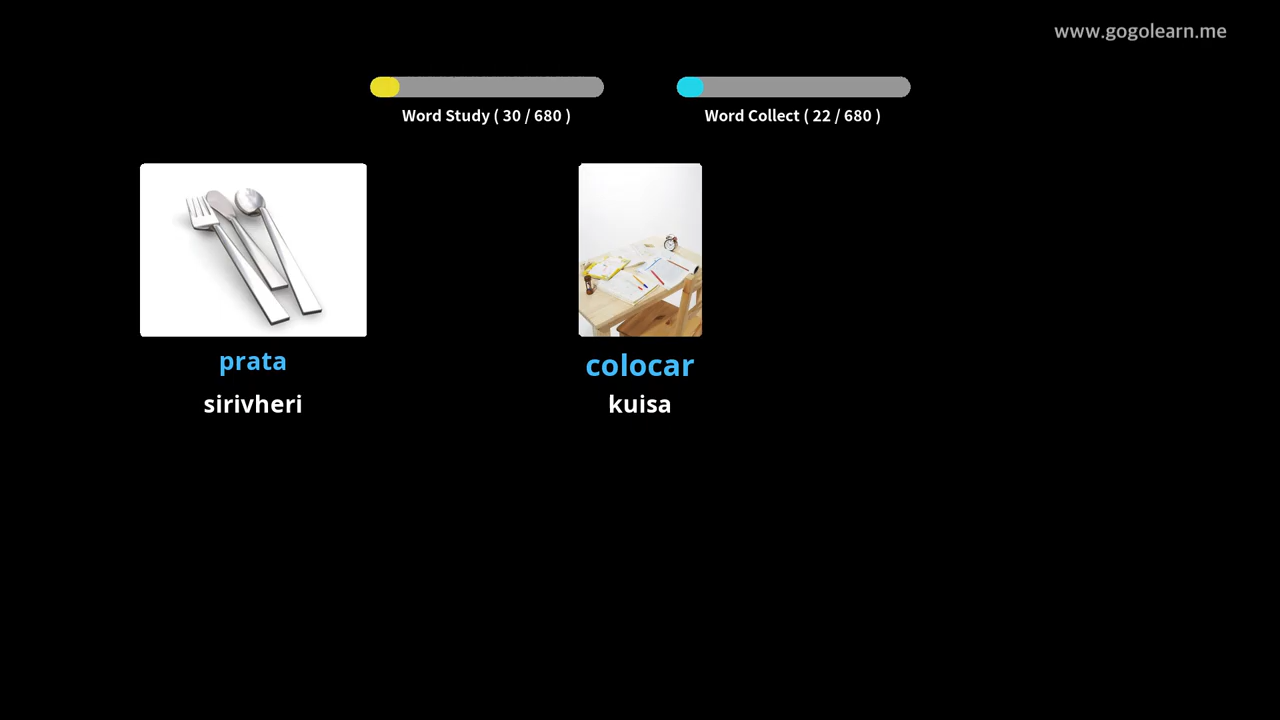 www.gogolearn.me
Word Study ( 30 / 680 )
Word Collect ( 22 / 680 )
prata
sirivheri
colocar
kuisa